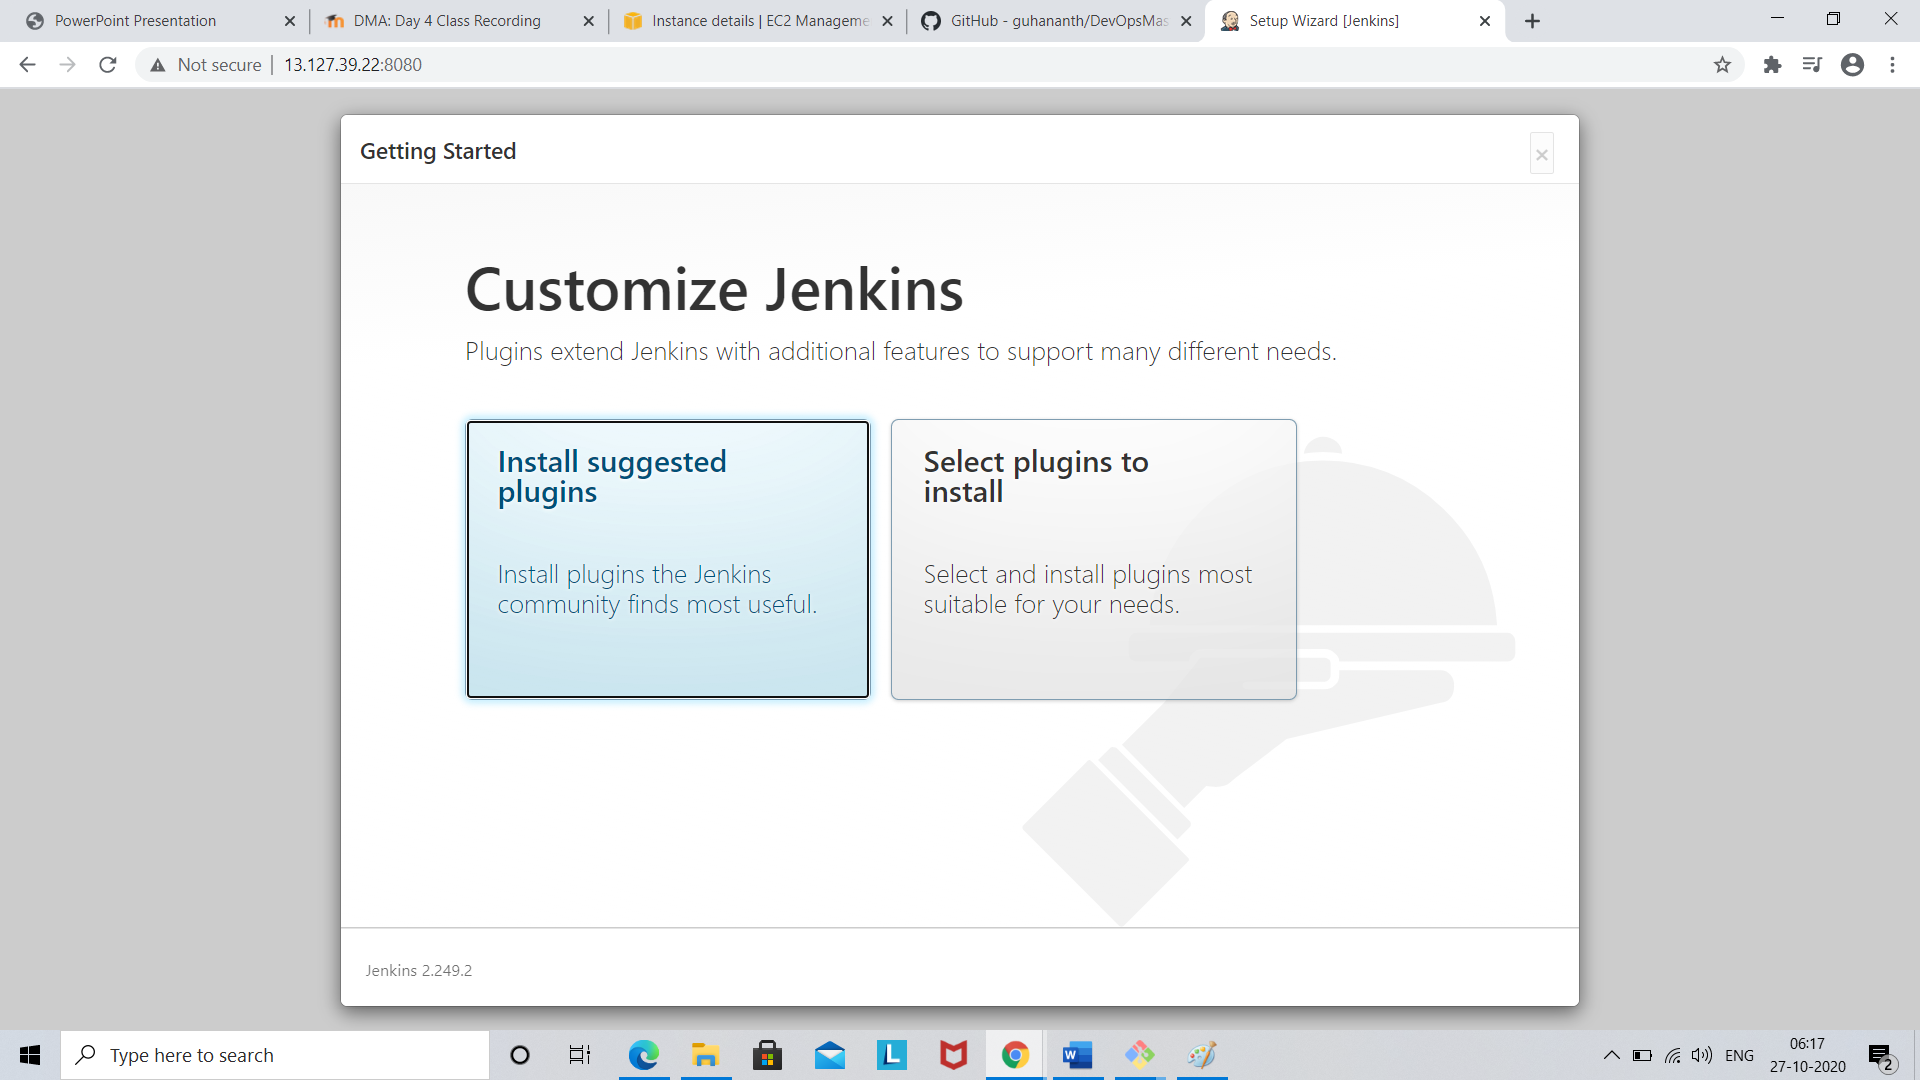 PowerPoint Presentation
DMA: Day 4 Class Recording
Instance details | EC2 Manageme
GitHub - guhananth/DevOpsMas
Setup Wizard [Jenkins]
Not secure | 13.127.39.22:8080
Getting Started
Customize Jenkins
Plugins extend Jenkins with additional features to support many different needs.
Install suggested
plugins
Install plugins the Jenkins
community finds most useful.
Select plugins to
install
Select and install plugins most
suitable for your needs.
Jenkins 2.249.2
Type here to search
L
W
ENG
06:17
27-10-2020
2